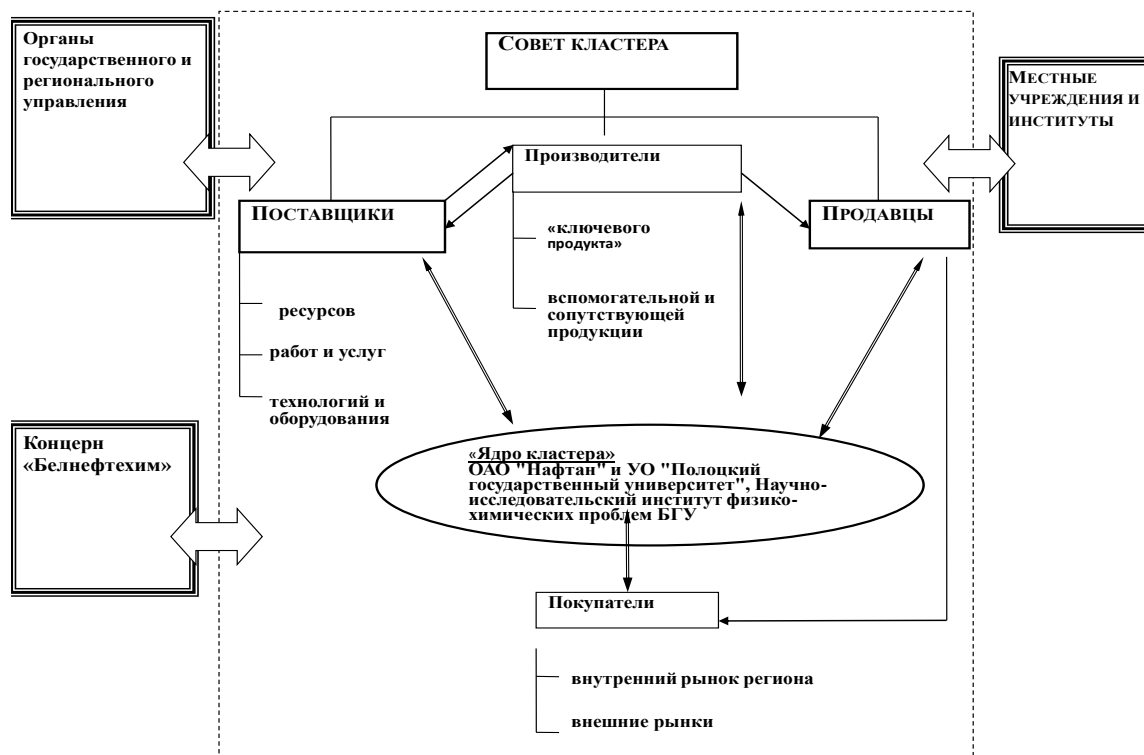 Органы
государственного и
регионального
управления
СОВЕТ КЛАСТЕРА
МЕСТНЫЕ
УЧРЕЖДЕНИЯ И
ИНСТИТУТЫ
Производители
ПОСТАВЩИКИ
ПРОДАВЦЫ
«ключевого
продукта»
вспомогательной и
сопутствующей
продукции
ресурсов
работ и услуг
технологий и
оборудования
Концерн
«Белнефтехим»
«Ядро кластера»
ОАО "Нафтан" и УО "Полоцкий
государственный университет", Научно-
исследовательский институт физико-
химических проблем БГУ
Покупатели
внутренний рынок региона
внешние рынки